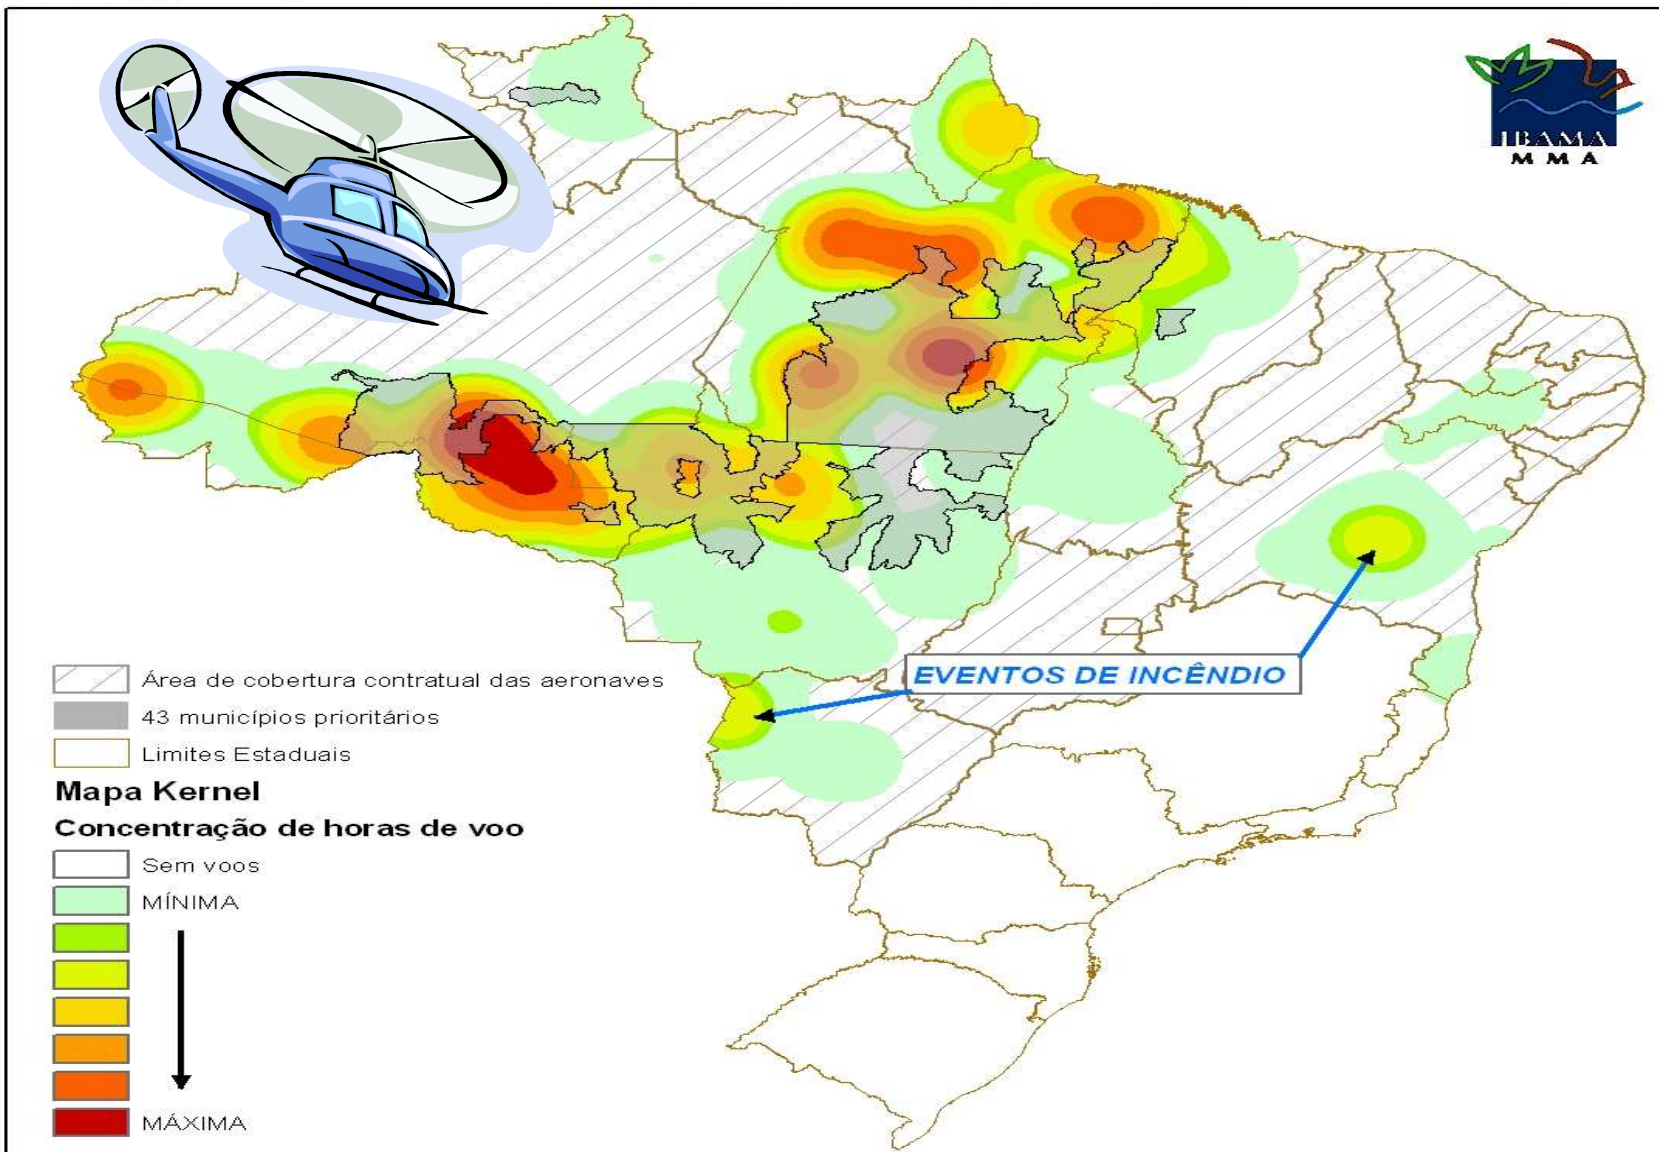 IBAMA
M M A
EVENTOS DE INCÊNDIO
Área de cobertura contratual das aeronaves
43 municípios prioritários
Limites Estaduais
Mapa Kernel
Concentração de horas de voo
Sem voos
MÍNIMA
MÁXIMA